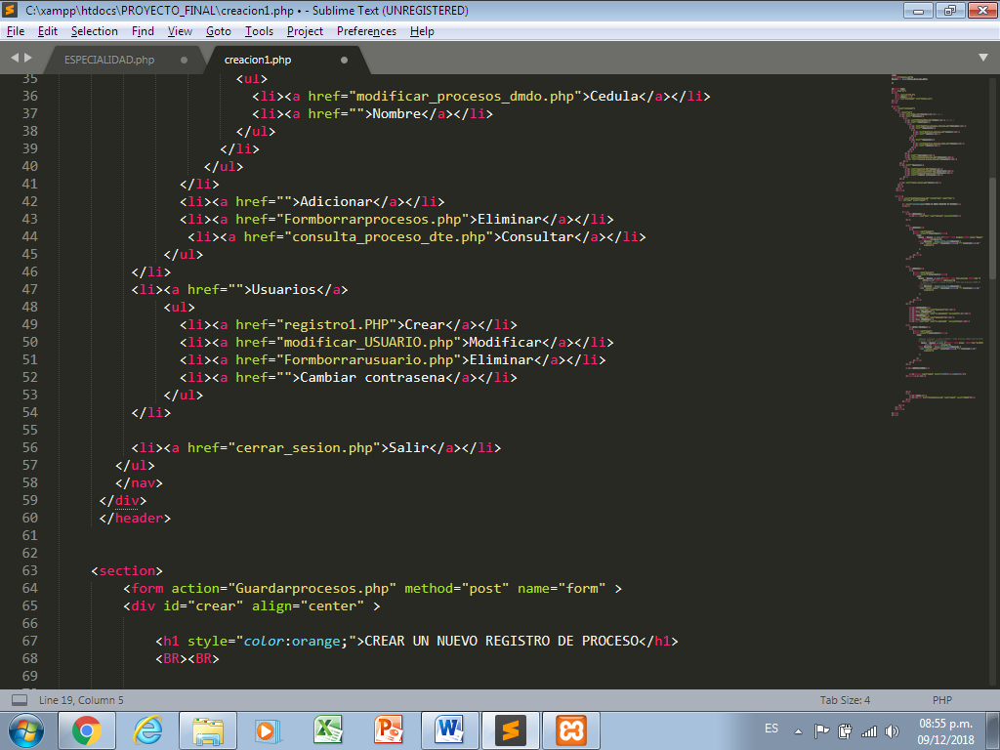 C:\xampp\htdocs\PROYECTO_FINAL\creacion1.php • - Sublime Text (UNREGISTERED)
File Edit Selection Find View Goto Tools Project Preferences Help
ESPECIALIDAD.php creacion1.php
35 <ul>
36 <li><a href="modificar_procesos_dmdo.php">Cedula</a></li>
37 <li><a href="">Nombre</a></li>
38 </ul>
39 </li>
40 </ul>
41 </li>
42 <li><a href="">Adicionar</a></li>
43 <li><a href="Formborrarprocesos.php">Eliminar</a></li>
44 <li><a href="consulta_proceso_dte.php">Consultar</a></li>
45 </ul>
46 </li>
47 <li><a href="">Usuarios</a>
48 <ul>
49 <li><a href="registro1.PHP">Crear</a></li>
50 <li><a href="modificar_USUARIO.php">Modificar</a></li>
51 <li><a href="Formborrarusuario.php">Eliminar</a></li>
52 <li><a href="">Cambiar contrasena</a></li>
53 </ul>
54 </li>
55
56 <li><a href="cerrar_sesion.php">Salir</a></li>
57 </ul>
58 </nav>
59 </div>
60 </header>
61
62
63 <section>
64 <form action="Guardarprocesos.php" method="post" name="form" >
65 <div id="crear" align="center" >
66
67 <h1 style="color:orange;">CREAR UN NUEVO REGISTRO DE PROCESO</h1>
68 <BR><BR>
69
Line 19, Column 5 Tab Size: 4 PHP
ES 08:55 p.m.
09/12/2018